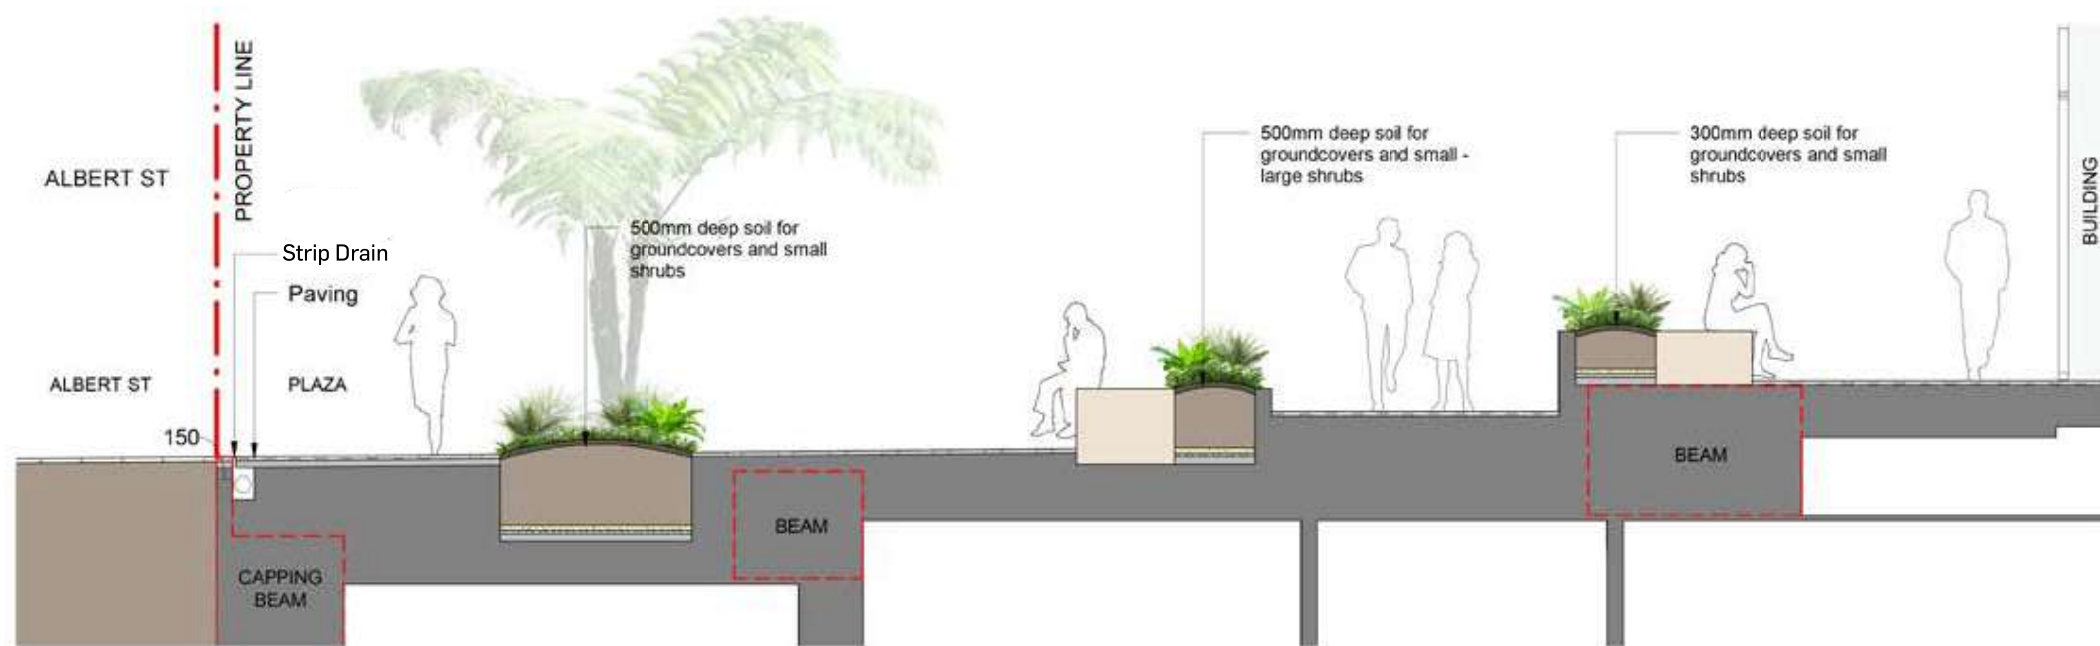 ALBERT ST
PROPERTY LINE
Strip Drain
Paving
ALBERT ST
PLAZA
150
500mm deep soil for
groundcovers and small
shrubs
500mm deep soil for
groundcovers and small -
large shrubs
300mm deep soil for
groundcovers and small
shrubs
BUILDING
BEAM
BEAM
CAPPING
BEAM